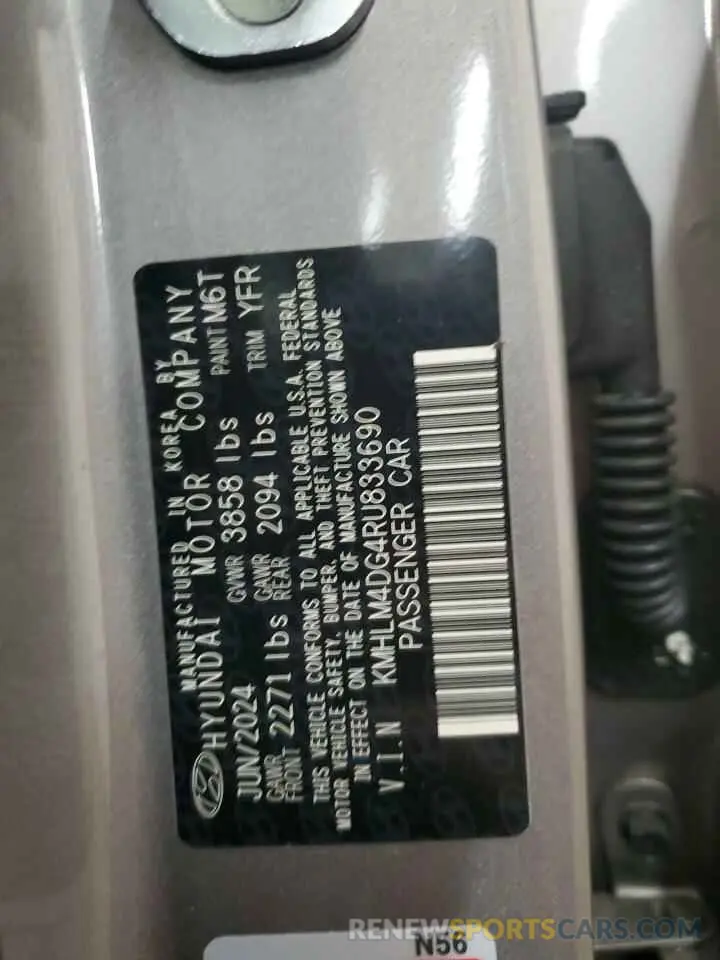 MANUFACTURED IN KOREA BY
HYUNDAI MOTOR COMPANY
JUN/2024 GVWR 3858 lbs PAINT M6T
GAWR FRONT 2271 lbs GAWR REAR 2094 lbs TRIM YFR
THIS VEHICLE CONFORMS TO ALL APPLICABLE U.S.A. FEDERAL
MOTOR VEHICLE SAFETY, BUMPER, AND THEFT PREVENTION STANDARDS
IN EFFECT ON THE DATE OF MANUFACTURE SHOWN ABOVE
V.I.N KMHLM4DG4RU833690
PASSENGER CAR
N56
RENEWSPORTSCARS.COM